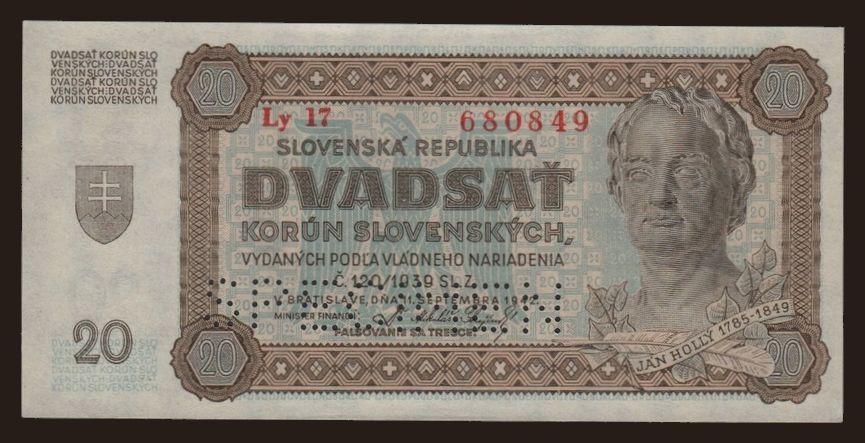 DVADSAŤ KORÚN SLO
VENSKÝCH:DVADSAŤ
KORÚN SLOVENSKÝCH
DVADSAŤ KORÚN SLO
VENSKÝCH:DVADSAŤ
KORÚN SLOVENSKÝCH
20
20
Ly 17 680849
SLOVENSKÁ REPUBLIKA
DVADSAŤ
KORÚN SLOVENSKÝCH,
VYDANÝCH PODĽA VLÁDNEHO NARIADENIA
Č. 120/1939 SL. Z.
V BRATISLAVE, DŇA 11. SEPTEMBRA 1942.
MINISTER FINANCIÍ:
FALŠOVANIE SA TRESCE.
SPECIMEN
JÁN HOLLÝ 1785-1849
20
20
20